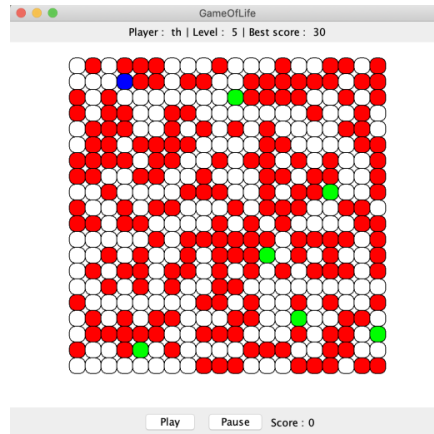 GameOfLife
Player : th | Level : 5 | Best score : 30
Play Pause Score : 0